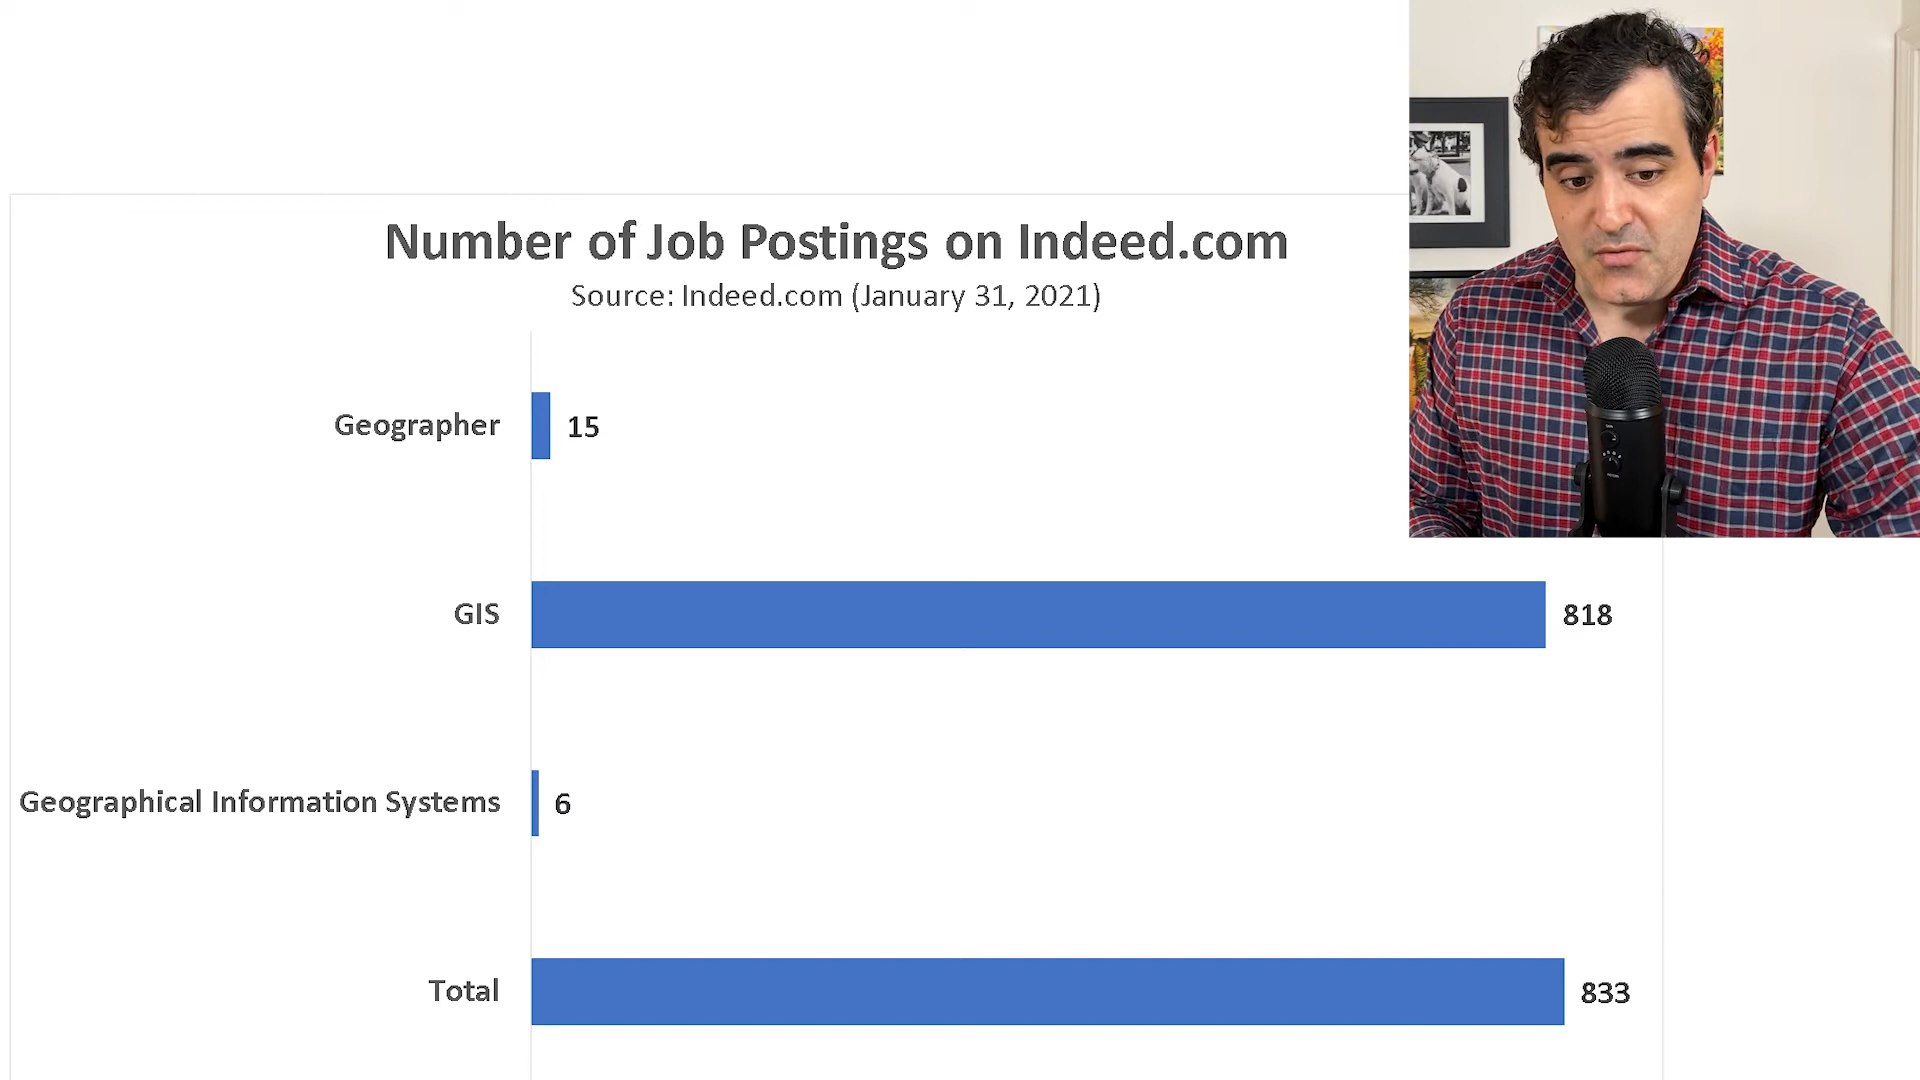 Number of Job Postings on Indeed.com
Source: Indeed.com (January 31, 2021)
Geographer 15
GIS 818
Geographical Information Systems 6
Total 833